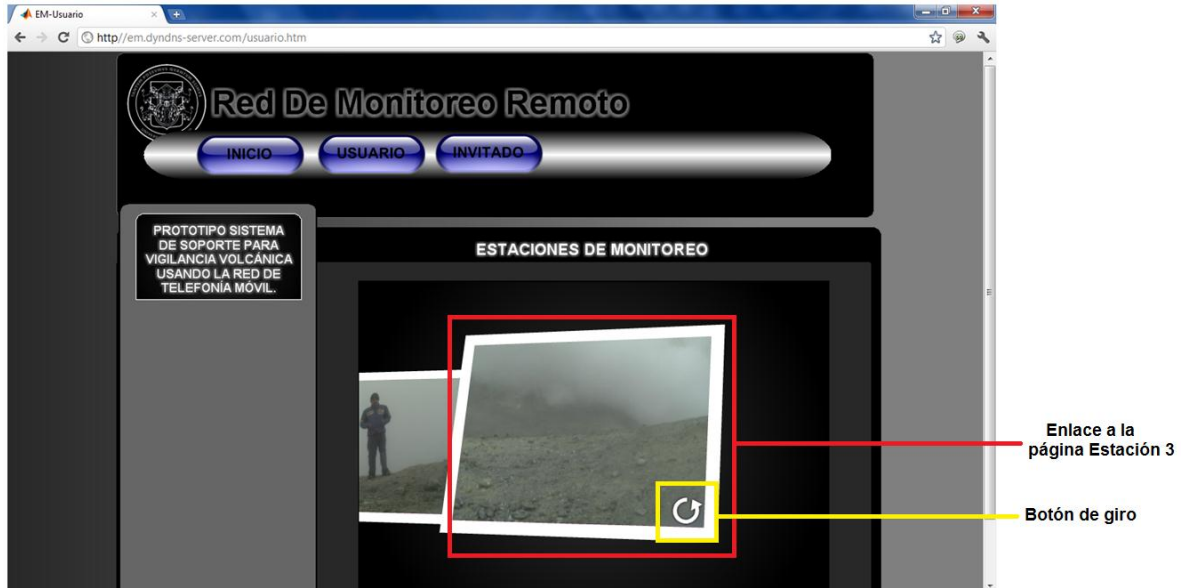 EM-Usuario
http//em.dyndns-server.com/usuario.htm
Red De Monitoreo Remoto
INICIO
USUARIO
INVITADO
PROTOTIPO SISTEMA
DE SOPORTE PARA
VIGILANCIA VOLCÁNICA
USANDO LA RED DE
TELEFONÍA MÓVIL.
ESTACIONES DE MONITOREO
Enlace a la
página Estación 3
Botón de giro